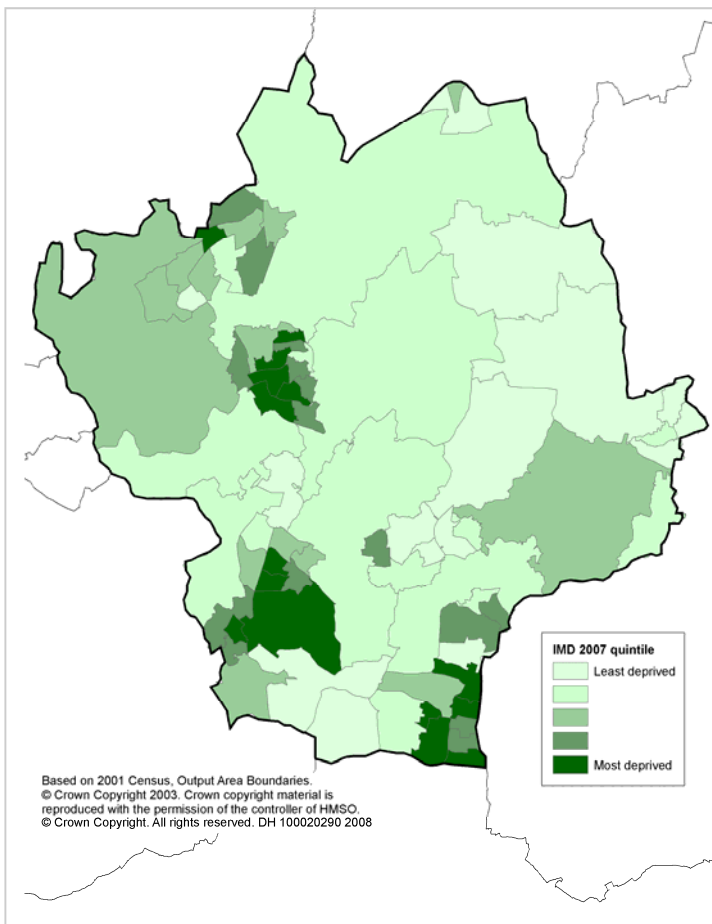 IMD 2007 quintile
Least deprived
Most deprived
Based on 2001 Census, Output Area Boundaries.
© Crown Copyright 2003. Crown copyright material is
reproduced with the permission of the controller of HMSO.
© Crown Copyright. All rights reserved. DH 100020290 2008